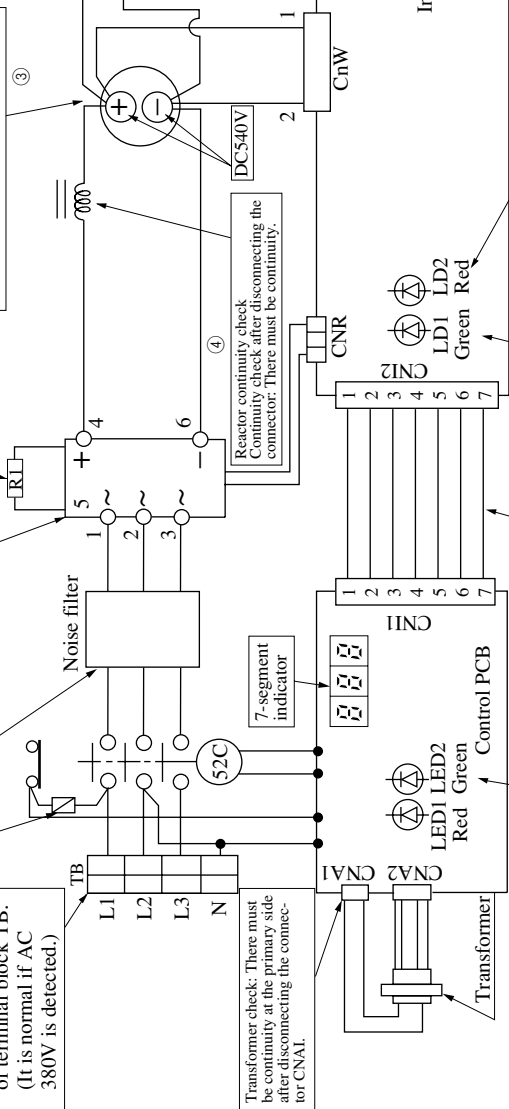 of terminal block TB.
(It is normal if AC
380V is detected.)
TB
L1
L2
L3
N
Transformer check: There must
be continuity at the primary side
after disconnecting the connec-
tor CNA1.
Transformer
CNA1
CNA2
LED1 LED2
Red Green
Control PCB
7-segment
indicator
888
52C
Noise filter
1
2
3
5
~
~
~
+
−
4
6
R1
③
+
−
DC540V
④
Reactor continuity check
Continuity check after disconnecting the
connector: There must be continuity.
CNR
CNI1
1
2
3
4
5
6
7
CNI2
1
2
3
4
5
6
7
LD1 LD2
Green Red
1
2
CnW
In